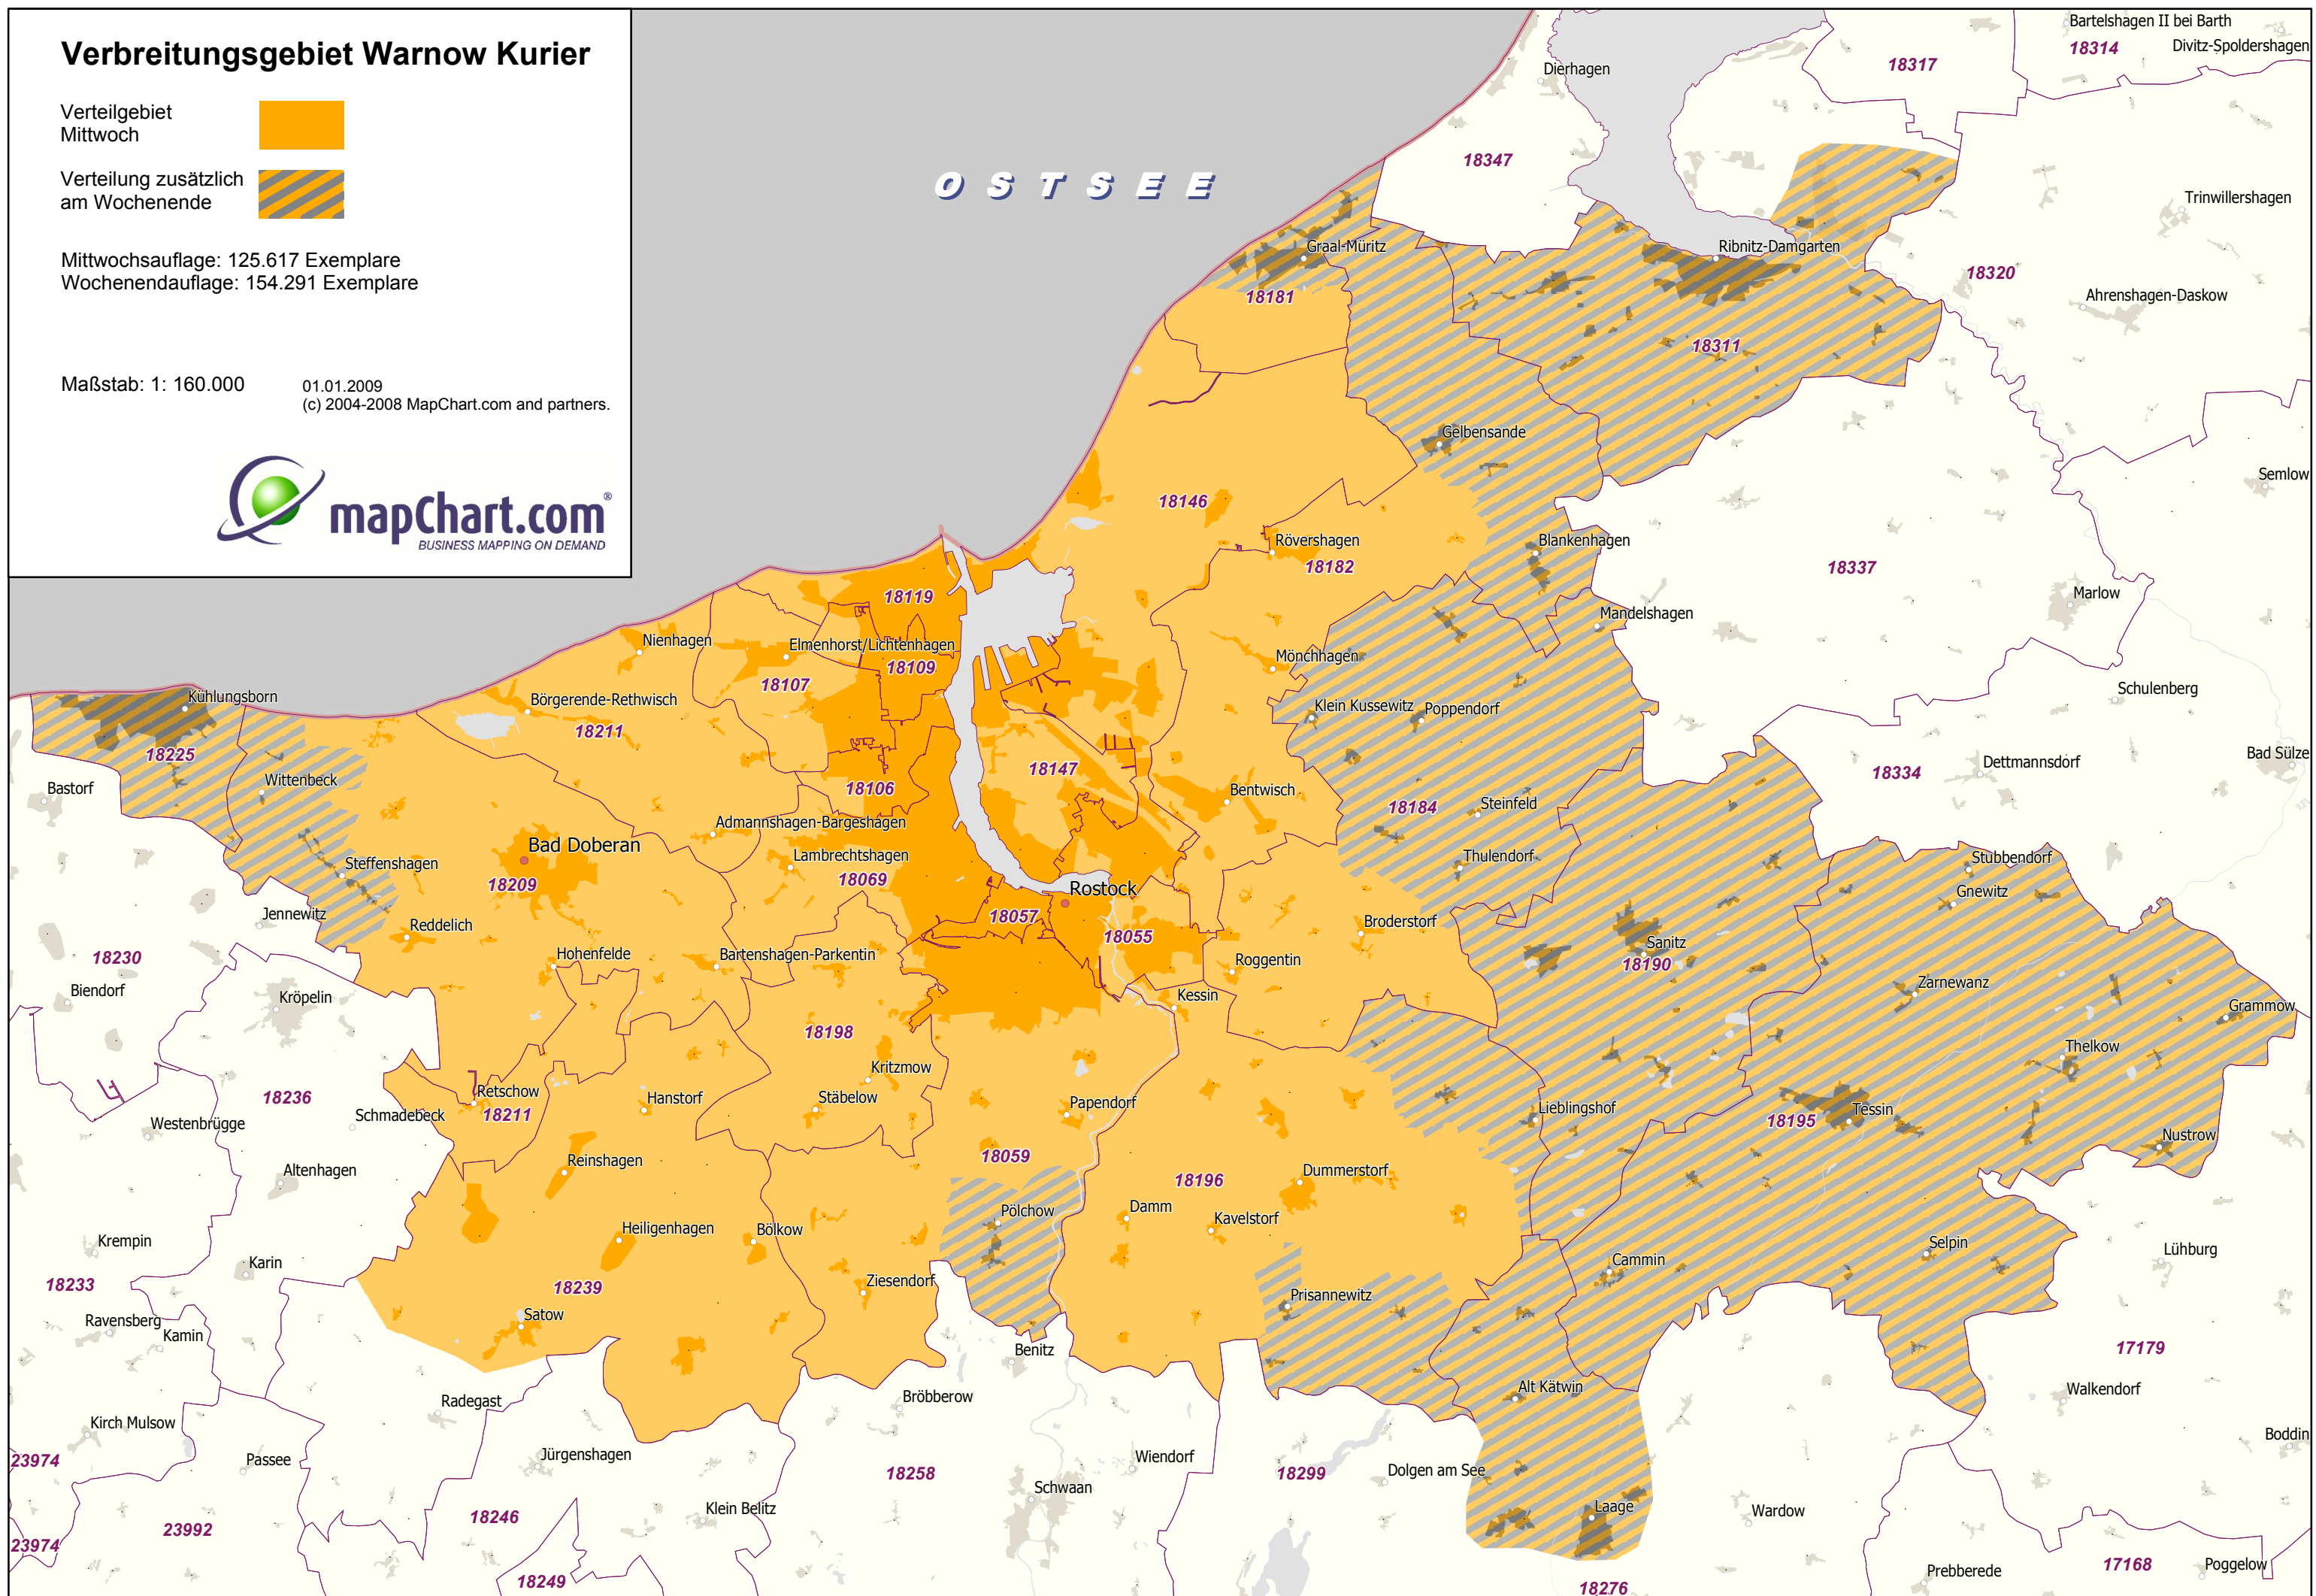 Verbreitungsgebiet Warnow Kurier
Verteilgebiet
Mittwoch
Verteilung zusätzlich
am Wochenende
Mittwochsauflage: 125.617 Exemplare
Wochenendauflage: 154.291 Exemplare
Maßstab: 1: 160.000
01.01.2009
(c) 2004-2008 MapChart.com and partners.
mapChart.com®
BUSINESS MAPPING ON DEMAND
OSTSEE
Bartelshagen II bei Barth
18314
Divitz-Spoldershagen
18317
Dierhagen
18347
Trinwillershagen
Graal-Müritz
Ribnitz-Damgarten
18320
18181
Ahrenshagen-Daskow
18311
Gelbensande
Semlow
18146
Rövershagen
Blankenhagen
18182
18337
Marlow
18119
Mandelshagen
Nienhagen
Elmenhorst/Lichtenhagen
18109
Mönchhagen
18107
Schulenberg
Kühlungsborn
Börgerende-Rethwisch
18211
Klein Kussewitz
Poppendorf
18225
Wittenbeck
18147
Bad Sülze
Dettmannsdorf
18334
Bastorf
18106
Bentwisch
18184
Steinfeld
Admannshagen-Bargeshagen
Bad Doberan
Steffenshagen
Lambrechtshagen
Thulendorf
Stubbendorf
18209
18069
Rostock
Gnewitz
Jennewitz
18057
Reddelich
18055
Broderstorf
Sanitz
18230
Hohenfelde
Bartenshagen-Parkentin
Roggentin
18190
Biendorf
Kröpelin
Kessin
Zarnewanz
Grammow
18198
Thelkow
Kritzmow
Retschow
18236
Hanstorf
Stäbelow
Papendorf
Lieblingshof
Tessin
Schmadebeck
18211
18195
Westenbrügge
Nustrow
Reinshagen
18059
Altenhagen
Dummerstorf
18196
Pölchow
Damm
Kavelstorf
Heiligenhagen
Bölkow
Krempin
Selpin
Lühburg
Karin
Cammin
18233
18239
Ziesendorf
Prisannewitz
Ravensberg
Satow
Kamin
Benitz
17179
Alt Kätwin
Walkendorf
Bröbberow
Radegast
Kirch Mulsow
Boddin
23974
Passee
Jürgenshagen
18258
Wiendorf
18299
Dolgen am See
Schwaan
Laage
Klein Belitz
Wardow
18246
23992
23974
17168
Poggelow
Prebberede
18249
18276